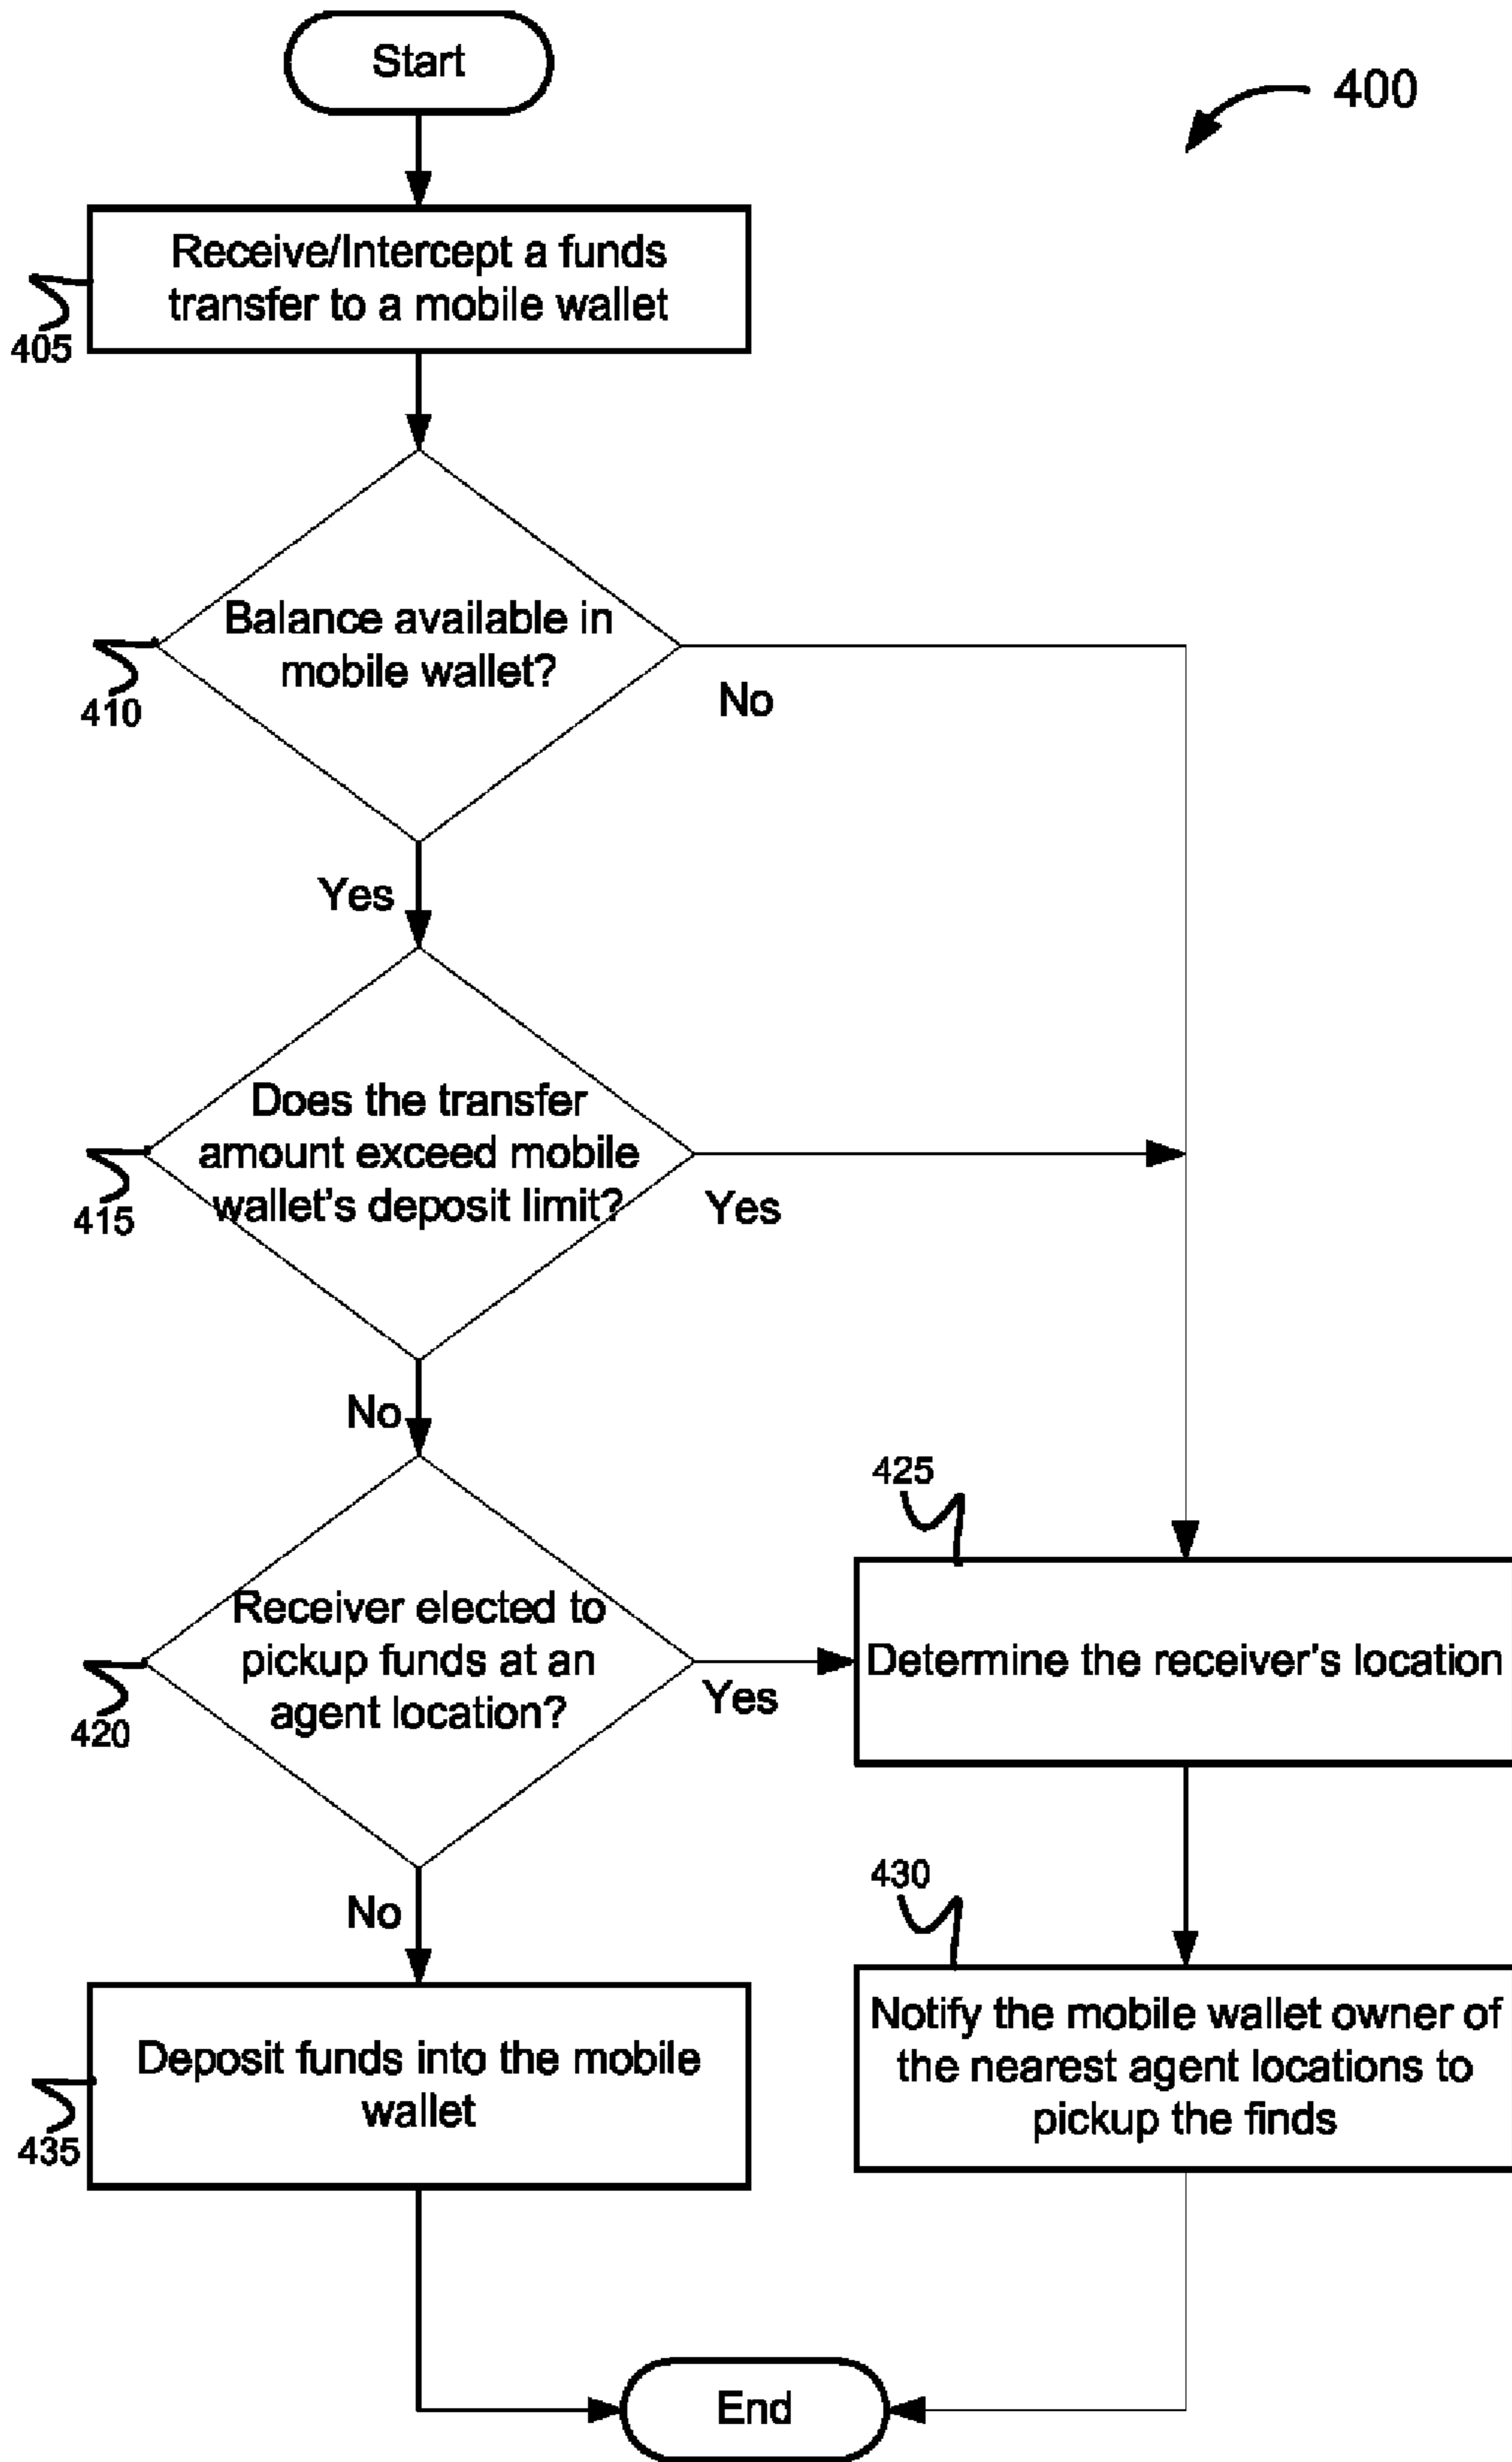 Start
400
Receive/Intercept a funds
transfer to a mobile wallet
405
Balance available in
mobile wallet?
410
No
Yes
Does the transfer
amount exceed mobile
wallet's deposit limit?
415
Yes
No
425
Receiver elected to
pickup funds at an
agent location?
420
Yes
Determine the receiver's location
No
430
Deposit funds into the mobile
wallet
435
Notify the mobile wallet owner of
the nearest agent locations to
pickup the finds
End